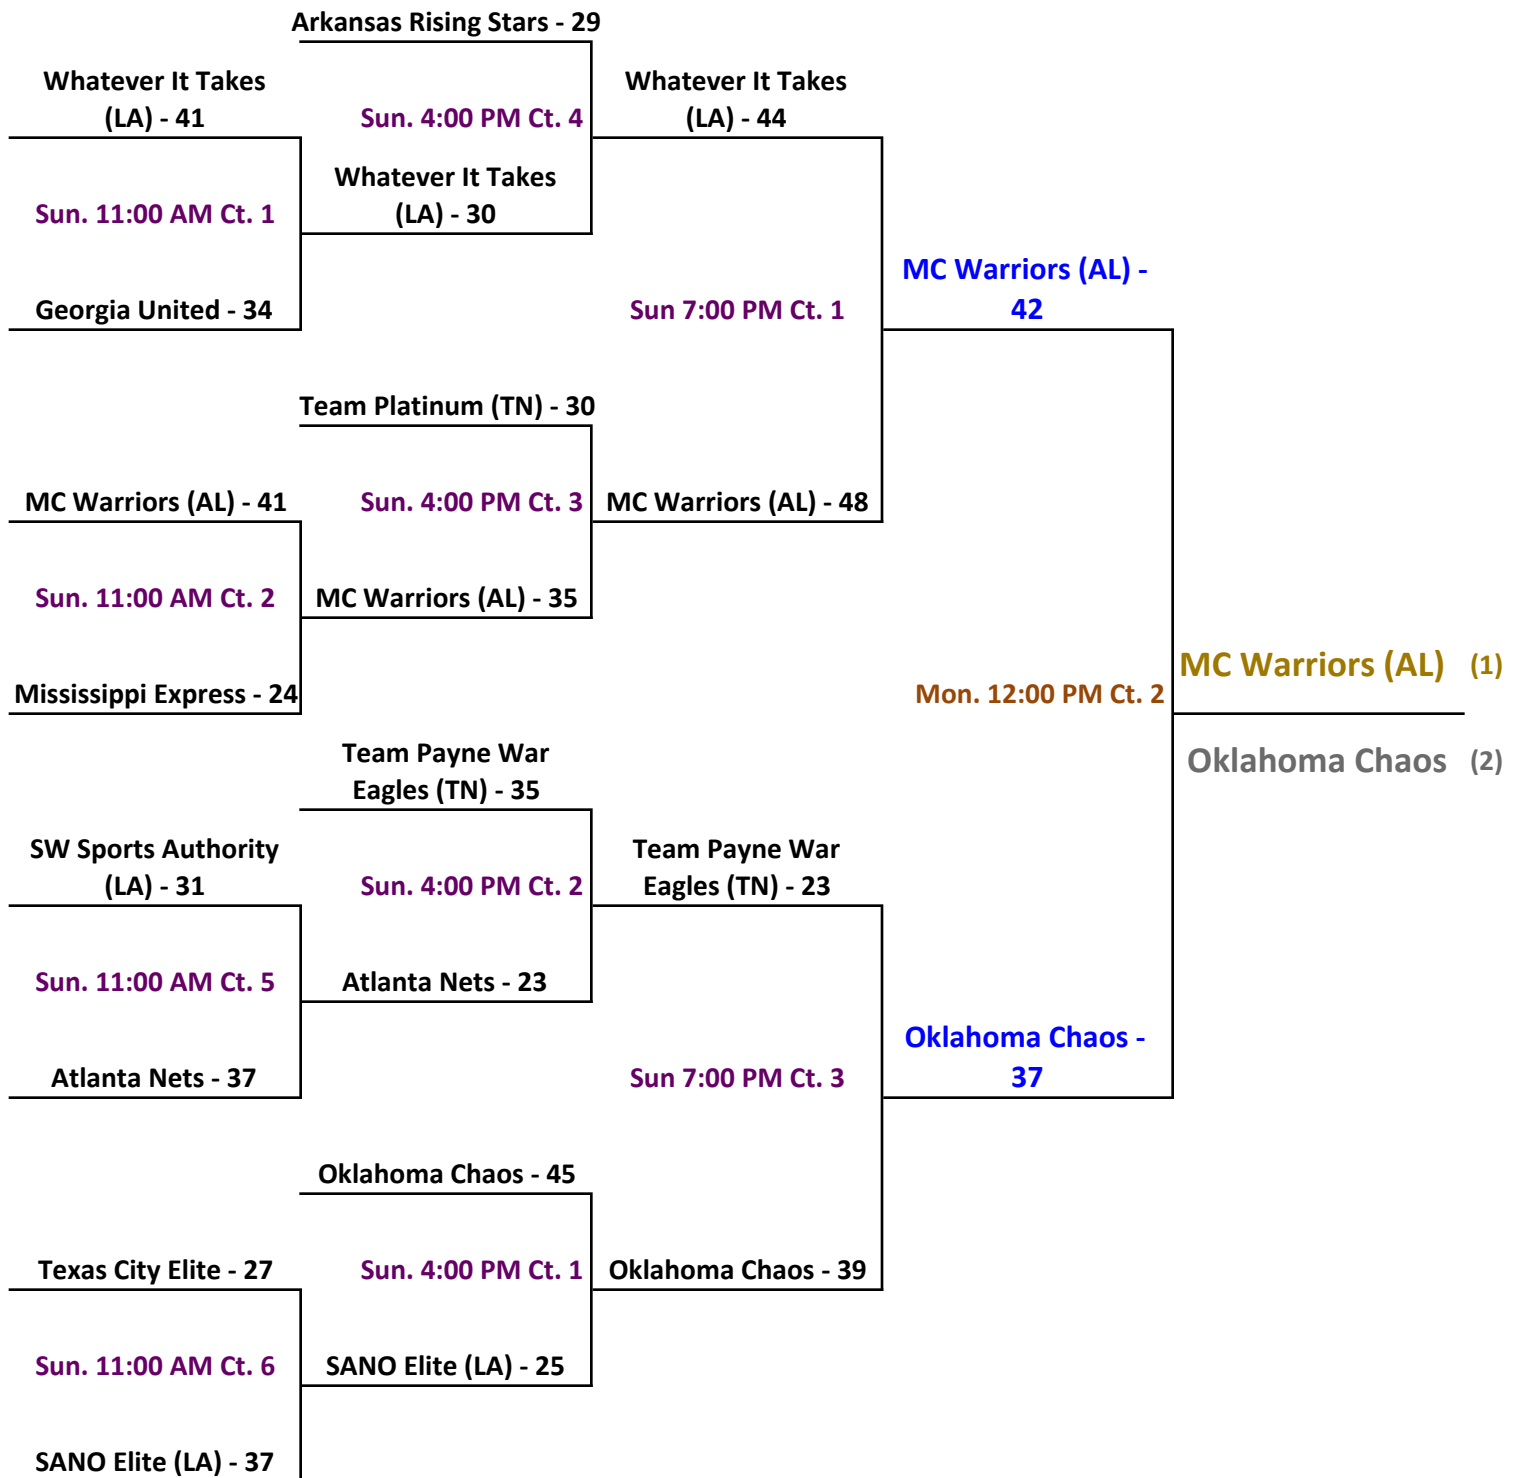 Arkansas Rising Stars - 29
Whatever It Takes
(LA) - 41
Sun. 4:00 PM Ct. 4
Whatever It Takes
(LA) - 44
Sun. 11:00 AM Ct. 1
Whatever It Takes
(LA) - 30
Georgia United - 34
Sun 7:00 PM Ct. 1
MC Warriors (AL) -
42
Team Platinum (TN) - 30
MC Warriors (AL) - 41
Sun. 4:00 PM Ct. 3
MC Warriors (AL) - 48
Sun. 11:00 AM Ct. 2
MC Warriors (AL) - 35
Mississippi Express - 24
Mon. 12:00 PM Ct. 2
MC Warriors (AL) (1)
Oklahoma Chaos (2)
Team Payne War
Eagles (TN) - 35
SW Sports Authority
(LA) - 31
Sun. 4:00 PM Ct. 2
Team Payne War
Eagles (TN) - 23
Sun. 11:00 AM Ct. 5
Atlanta Nets - 23
Atlanta Nets - 37
Sun 7:00 PM Ct. 3
Oklahoma Chaos -
37
Oklahoma Chaos - 45
Texas City Elite - 27
Sun. 4:00 PM Ct. 1
Oklahoma Chaos - 39
Sun. 11:00 AM Ct. 6
SANO Elite (LA) - 25
SANO Elite (LA) - 37